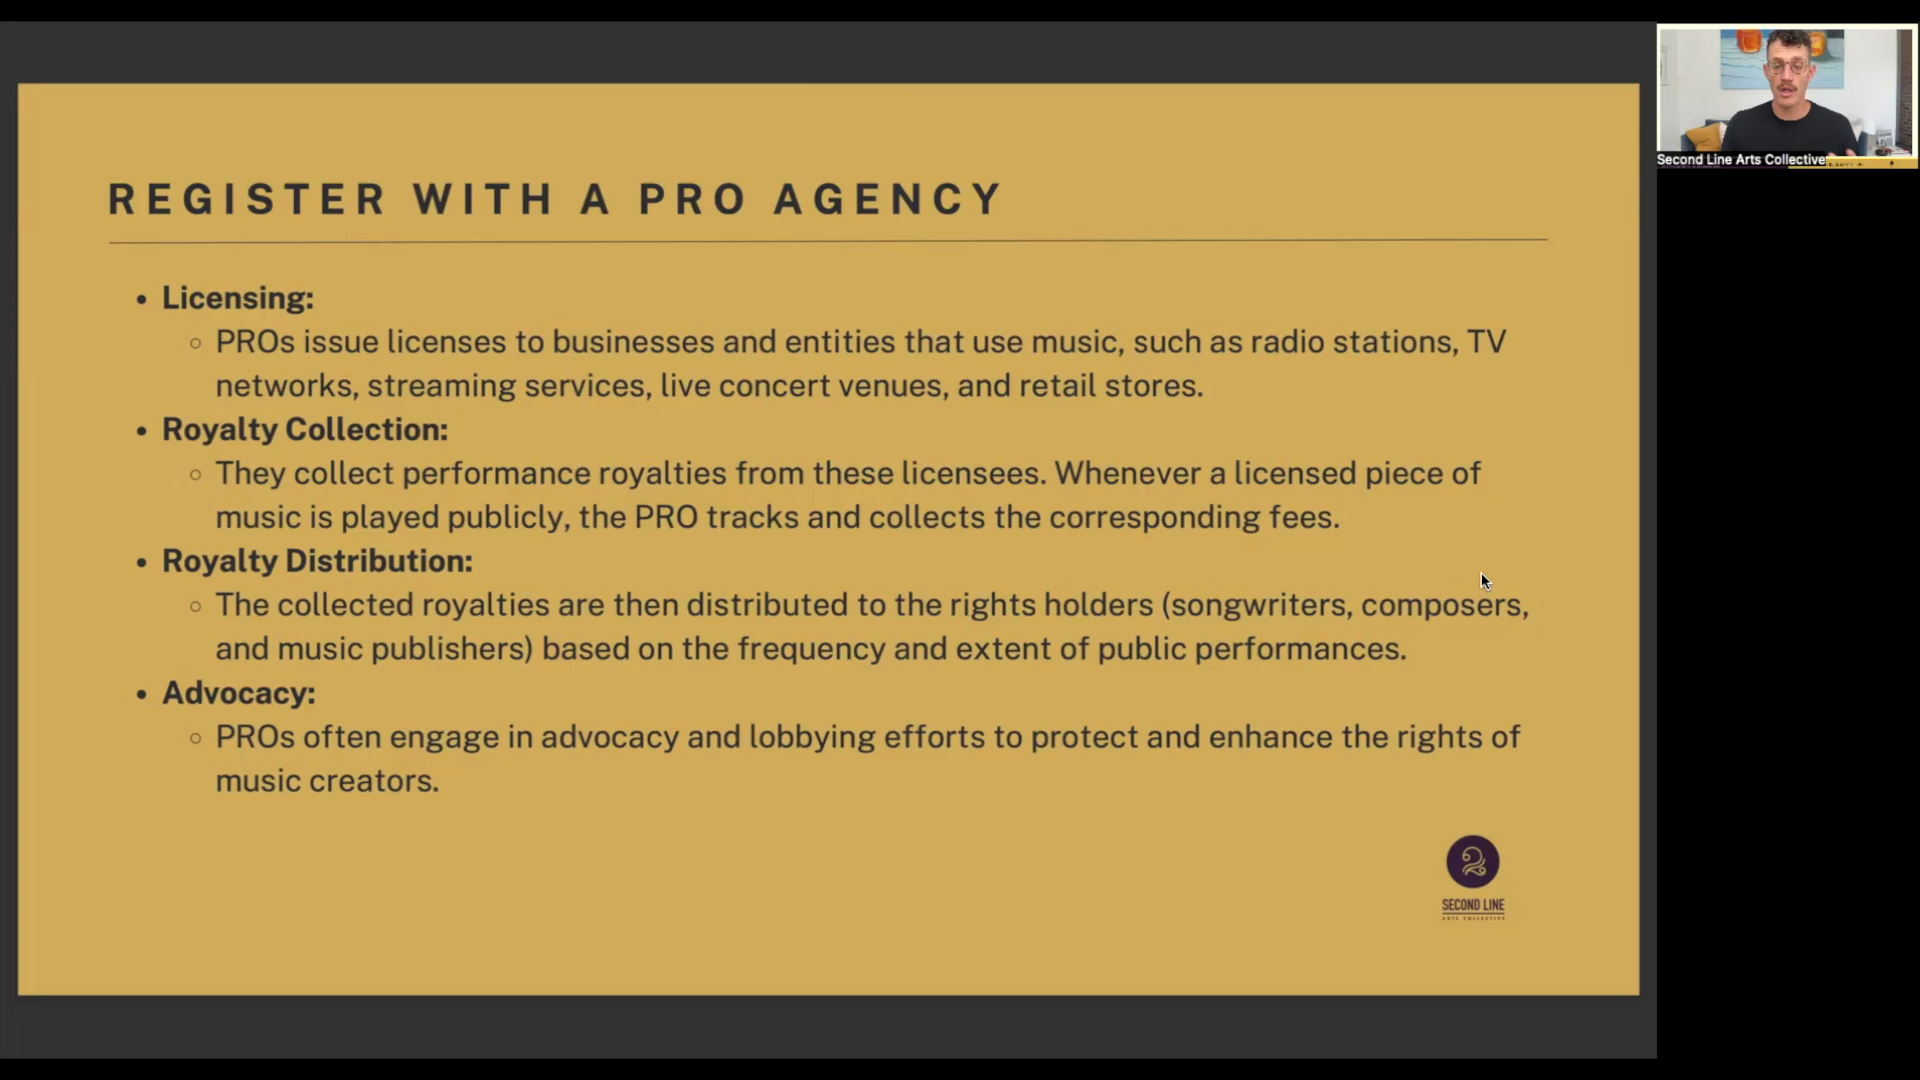 REGISTER WITH A PRO AGENCY
• Licensing:
○ PROs issue licenses to businesses and entities that use music, such as radio stations, TV
networks, streaming services, live concert venues, and retail stores.
• Royalty Collection:
○ They collect performance royalties from these licensees. Whenever a licensed piece of
music is played publicly, the PRO tracks and collects the corresponding fees.
• Royalty Distribution:
○ The collected royalties are then distributed to the rights holders (songwriters, composers,
and music publishers) based on the frequency and extent of public performances.
• Advocacy:
○ PROs often engage in advocacy and lobbying efforts to protect and enhance the rights of
music creators.
SECOND LINE
ARTS COLLECTIVE
Second Line Arts Collective